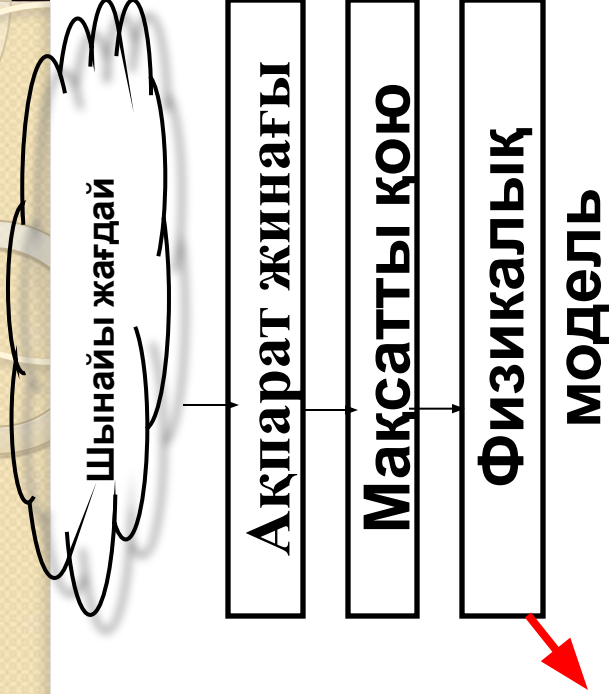 Шынайы жағдай
Ақпарат жинағы
Мақсатты қою
Физикалық
модель